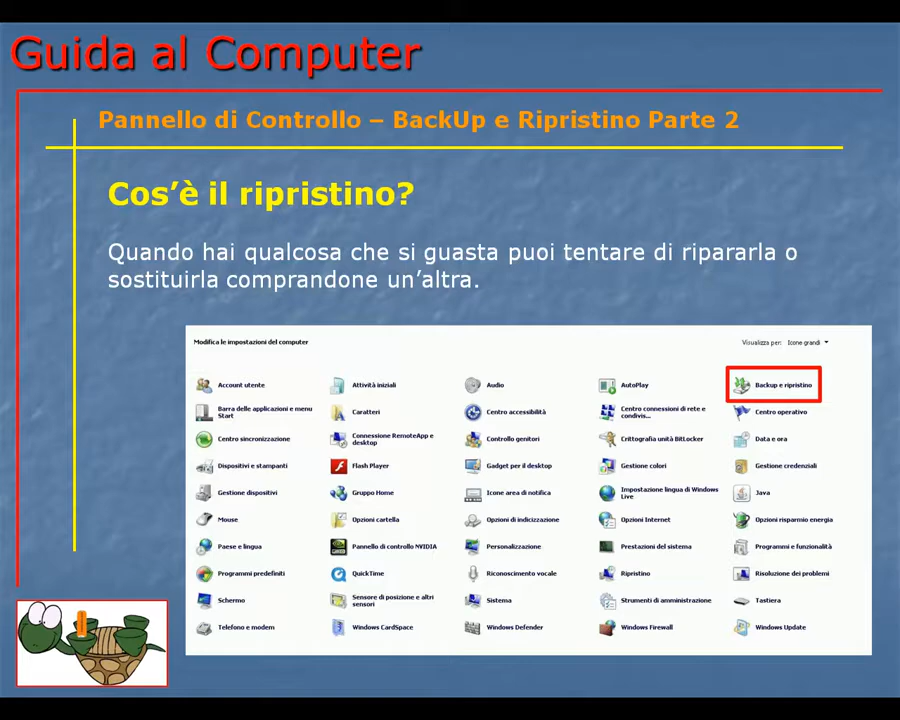 Guida al Computer
Pannello di Controllo – BackUp e Ripristino Parte 2
Cos’è il ripristino?
Quando hai qualcosa che si guasta puoi tentare di ripararla o
sostituirla comprandone un’altra.
Modifica le impostazioni del computer
Visualizza per: Icone grandi
Account utente
Attività iniziali
Audio
AutoPlay
Backup e ripristino
Barra delle applicazioni e menu
Start
Caratteri
Centro accessibilità
Centro connessioni di rete e
condivis...
Centro operativo
Centro sincronizzazione
Connessione RemoteApp e
desktop
Controllo genitori
Crittografia unità BitLocker
Data e ora
Dispositivi e stampanti
Flash Player
Gadget per il desktop
Gestione colori
Gestione credenziali
Gestione dispositivi
Gruppo Home
Icone area di notifica
Impostazione lingua di Windows
Live
Java
Mouse
Opzioni cartella
Opzioni di indicizzazione
Opzioni Internet
Opzioni risparmio energia
Paese e lingua
Pannello di controllo NVIDIA
Personalizzazione
Prestazioni del sistema
Programmi e funzionalità
Programmi predefiniti
QuickTime
Riconoscimento vocale
Ripristino
Risoluzione dei problemi
Schermo
Sensore di posizione e altri
sensori
Sistema
Strumenti di amministrazione
Tastiera
Telefono e modem
Windows CardSpace
Windows Defender
Windows Firewall
Windows Update